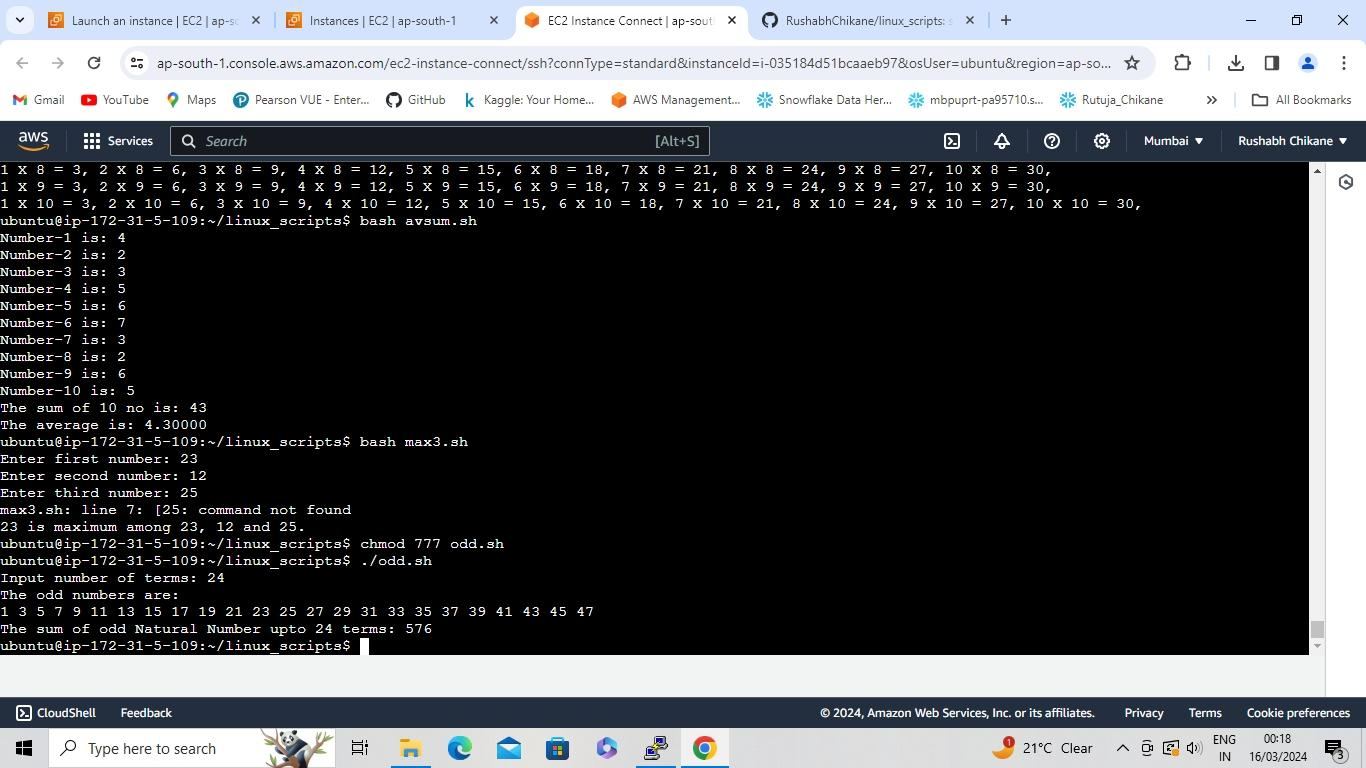 Launch an instance | EC2 | ap-sc
Instances | EC2 | ap-south-1
EC2 Instance Connect | ap-sout
RushabhChikane/linux_scripts: s
ap-south-1.console.aws.amazon.com/ec2-instance-connect/ssh?connType=standard&instanceId=i-035184d51bcaaeb97&osUser=ubuntu&region=ap-so...
Gmail YouTube Maps Pearson VUE - Enter... GitHub Kaggle: Your Home... AWS Management... Snowflake Data Her... mbpuprt-pa95710.s... Rutuja_Chikane » All Bookmarks
aws Services Search [Alt+S] Mumbai Rushabh Chikane
1 X 8 = 3, 2 X 8 = 6, 3 X 8 = 9, 4 X 8 = 12, 5 X 8 = 15, 6 X 8 = 18, 7 X 8 = 21, 8 X 8 = 24, 9 X 8 = 27, 10 X 8 = 30,
1 X 9 = 3, 2 X 9 = 6, 3 X 9 = 9, 4 X 9 = 12, 5 X 9 = 15, 6 X 9 = 18, 7 X 9 = 21, 8 X 9 = 24, 9 X 9 = 27, 10 X 9 = 30,
1 X 10 = 3, 2 X 10 = 6, 3 X 10 = 9, 4 X 10 = 12, 5 X 10 = 15, 6 X 10 = 18, 7 X 10 = 21, 8 X 10 = 24, 9 X 10 = 27, 10 X 10 = 30,
ubuntu@ip-172-31-5-109:~/linux_scripts$ bash avsum.sh
Number-1 is: 4
Number-2 is: 2
Number-3 is: 3
Number-4 is: 5
Number-5 is: 6
Number-6 is: 7
Number-7 is: 3
Number-8 is: 2
Number-9 is: 6
Number-10 is: 5
The sum of 10 no is: 43
The average is: 4.30000
ubuntu@ip-172-31-5-109:~/linux_scripts$ bash max3.sh
Enter first number: 23
Enter second number: 12
Enter third number: 25
max3.sh: line 7: [25: command not found
23 is maximum among 23, 12 and 25.
ubuntu@ip-172-31-5-109:~/linux_scripts$ chmod 777 odd.sh
ubuntu@ip-172-31-5-109:~/linux_scripts$ ./odd.sh
Input number of terms: 24
The odd numbers are:
1 3 5 7 9 11 13 15 17 19 21 23 25 27 29 31 33 35 37 39 41 43 45 47
The sum of odd Natural Number upto 24 terms: 576
ubuntu@ip-172-31-5-109:~/linux_scripts$
CloudShell Feedback © 2024, Amazon Web Services, Inc. or its affiliates. Privacy Terms Cookie preferences
Type here to search 1 21°C Clear ENG 00:18
IN 16/03/2024 3